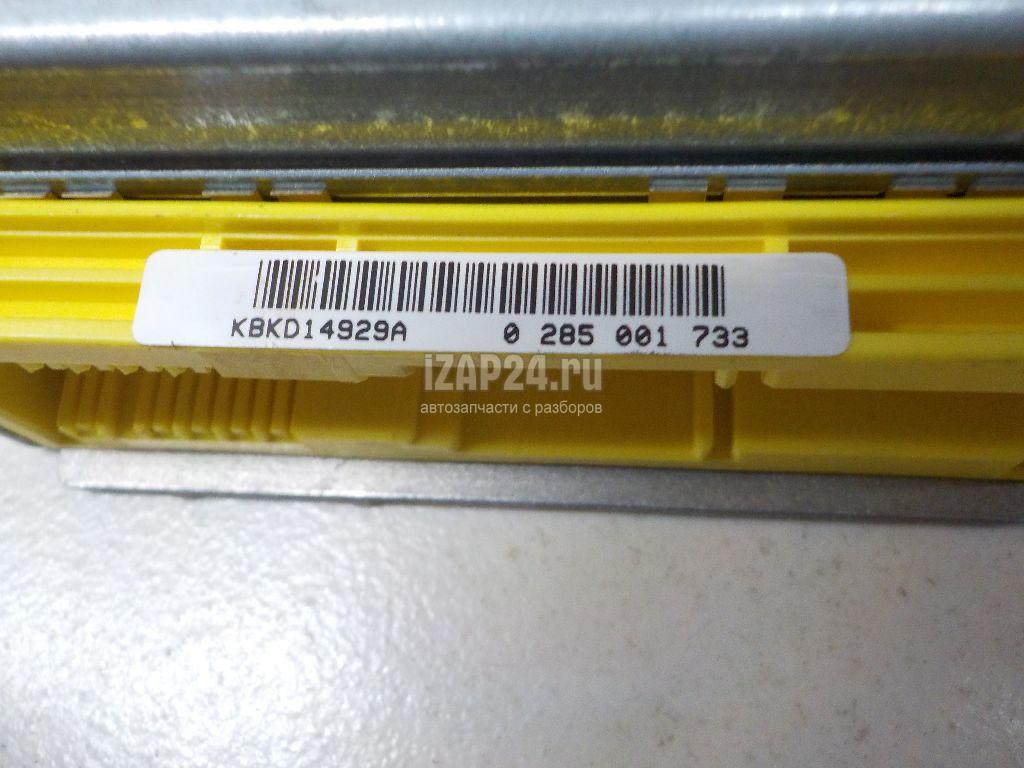 KBKD14929A 0 285 001 733
iZAP24.ru
автозапчасти с разборов